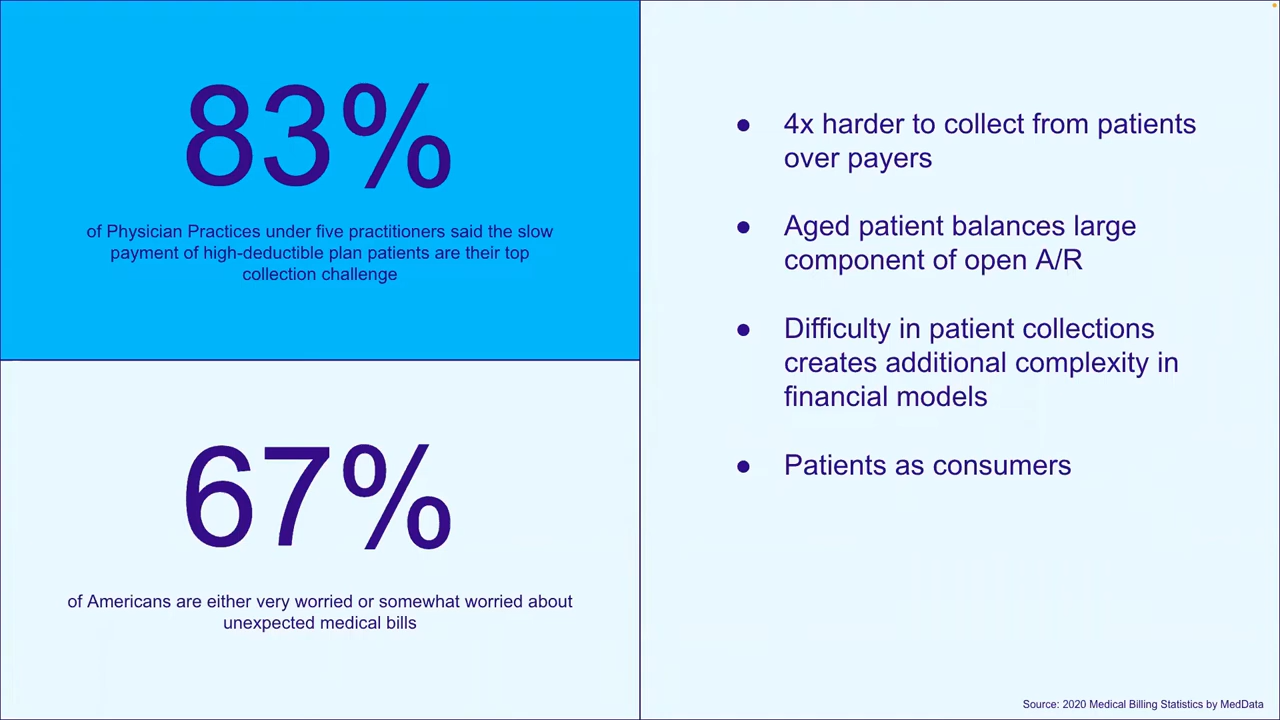 83%
of Physician Practices under five practitioners said the slow
payment of high-deductible plan patients are their top
collection challenge
67%
of Americans are either very worried or somewhat worried about
unexpected medical bills
● 4x harder to collect from patients
over payers
● Aged patient balances large
component of open A/R
● Difficulty in patient collections
creates additional complexity in
financial models
● Patients as consumers
Source: 2020 Medical Billing Statistics by MedData